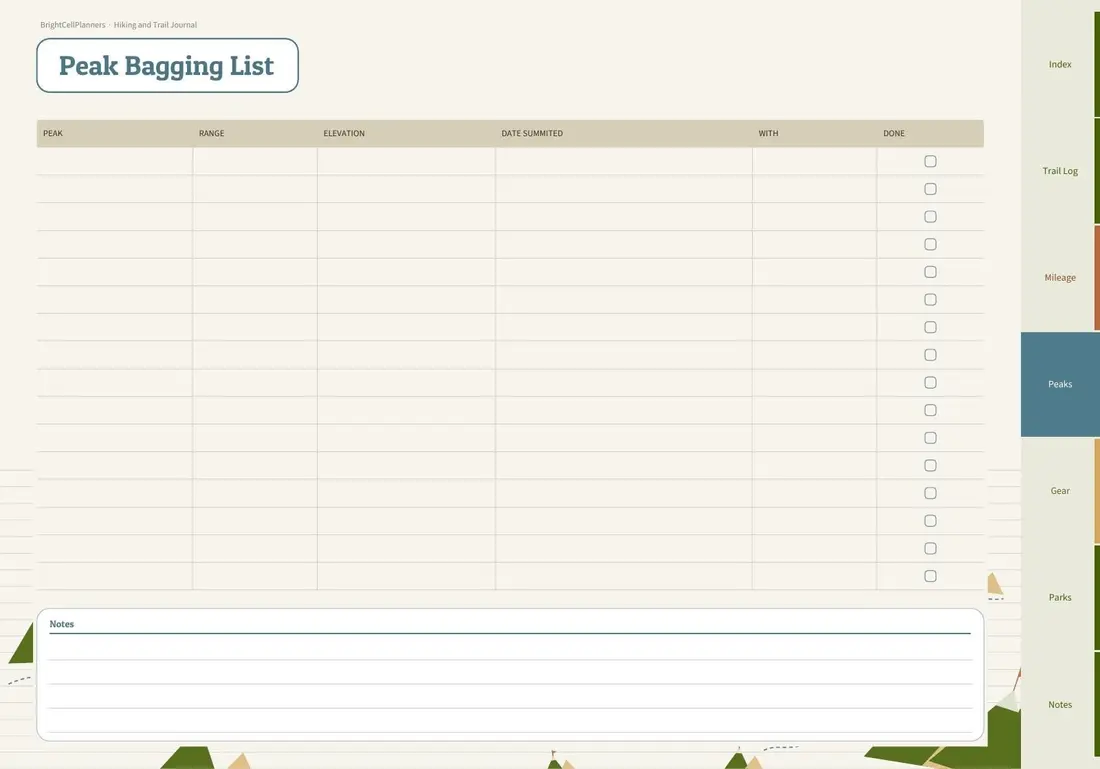 BrightCellPlanners · Hiking and Trail Journal
Peak Bagging List
PEAK RANGE ELEVATION DATE SUMMITED WITH DONE
Notes
Index
Trail Log
Mileage
Peaks
Gear
Parks
Notes